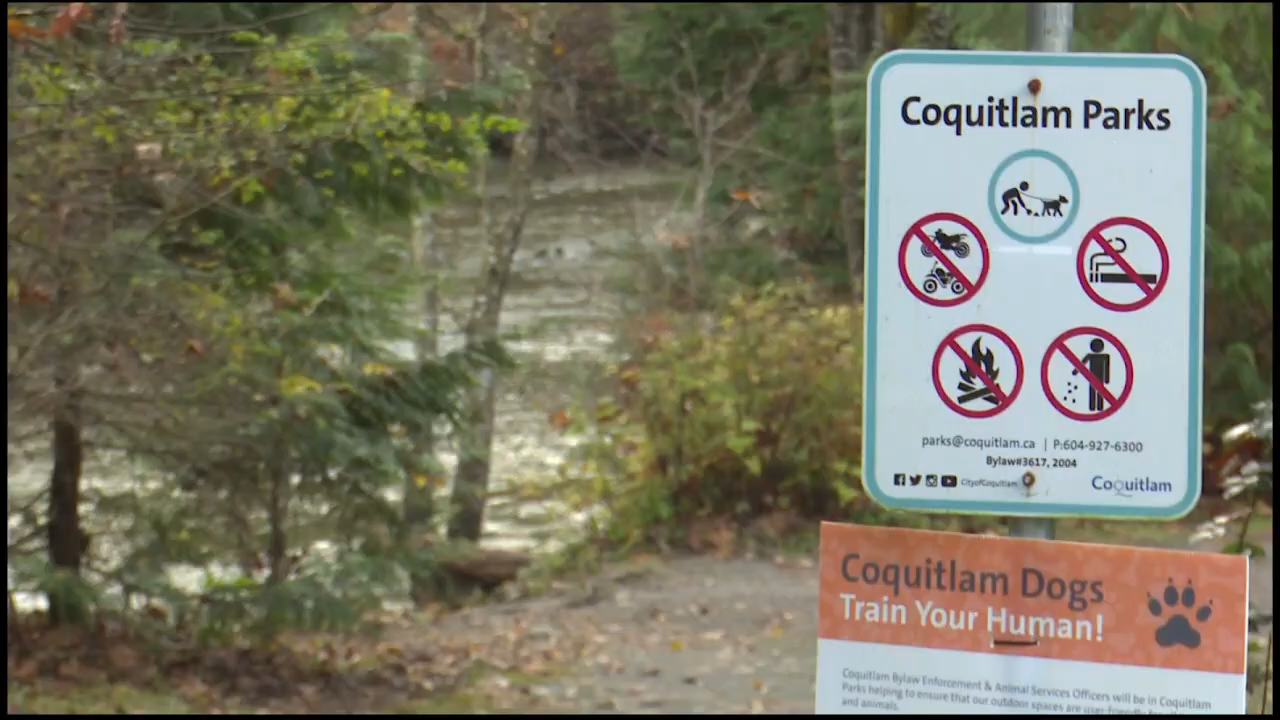 Coquitlam Parks
parks@coquitlam.ca | P:604-927-6300
Bylaw#3617, 2004
CityofCoquitlam
Coquitlam
Coquitlam Dogs
Train Your Human!
Coquitlam Bylaw Enforcement & Animal Services Officers will be in Coquitlam
Parks helping to ensure that our outdoor spaces are user-friendly
and animals.